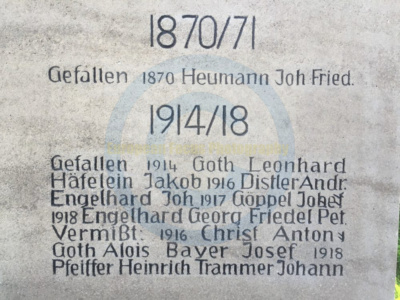 1870/71
Gefallen 1870 Heumann Joh Fried.
1914/18
Gefallen 1914 Goth Leonhard
Häfelein Jakob 1916 Distler Andr.
Engelhard Joh 1917 Göppel Johef
1918 Engelhard Georg Friedel Pet.
Vermißt. 1916 Christ Anton
Goth Alois Bayer Josef 1918
Pfeiffer Heinrich Trammer Johann